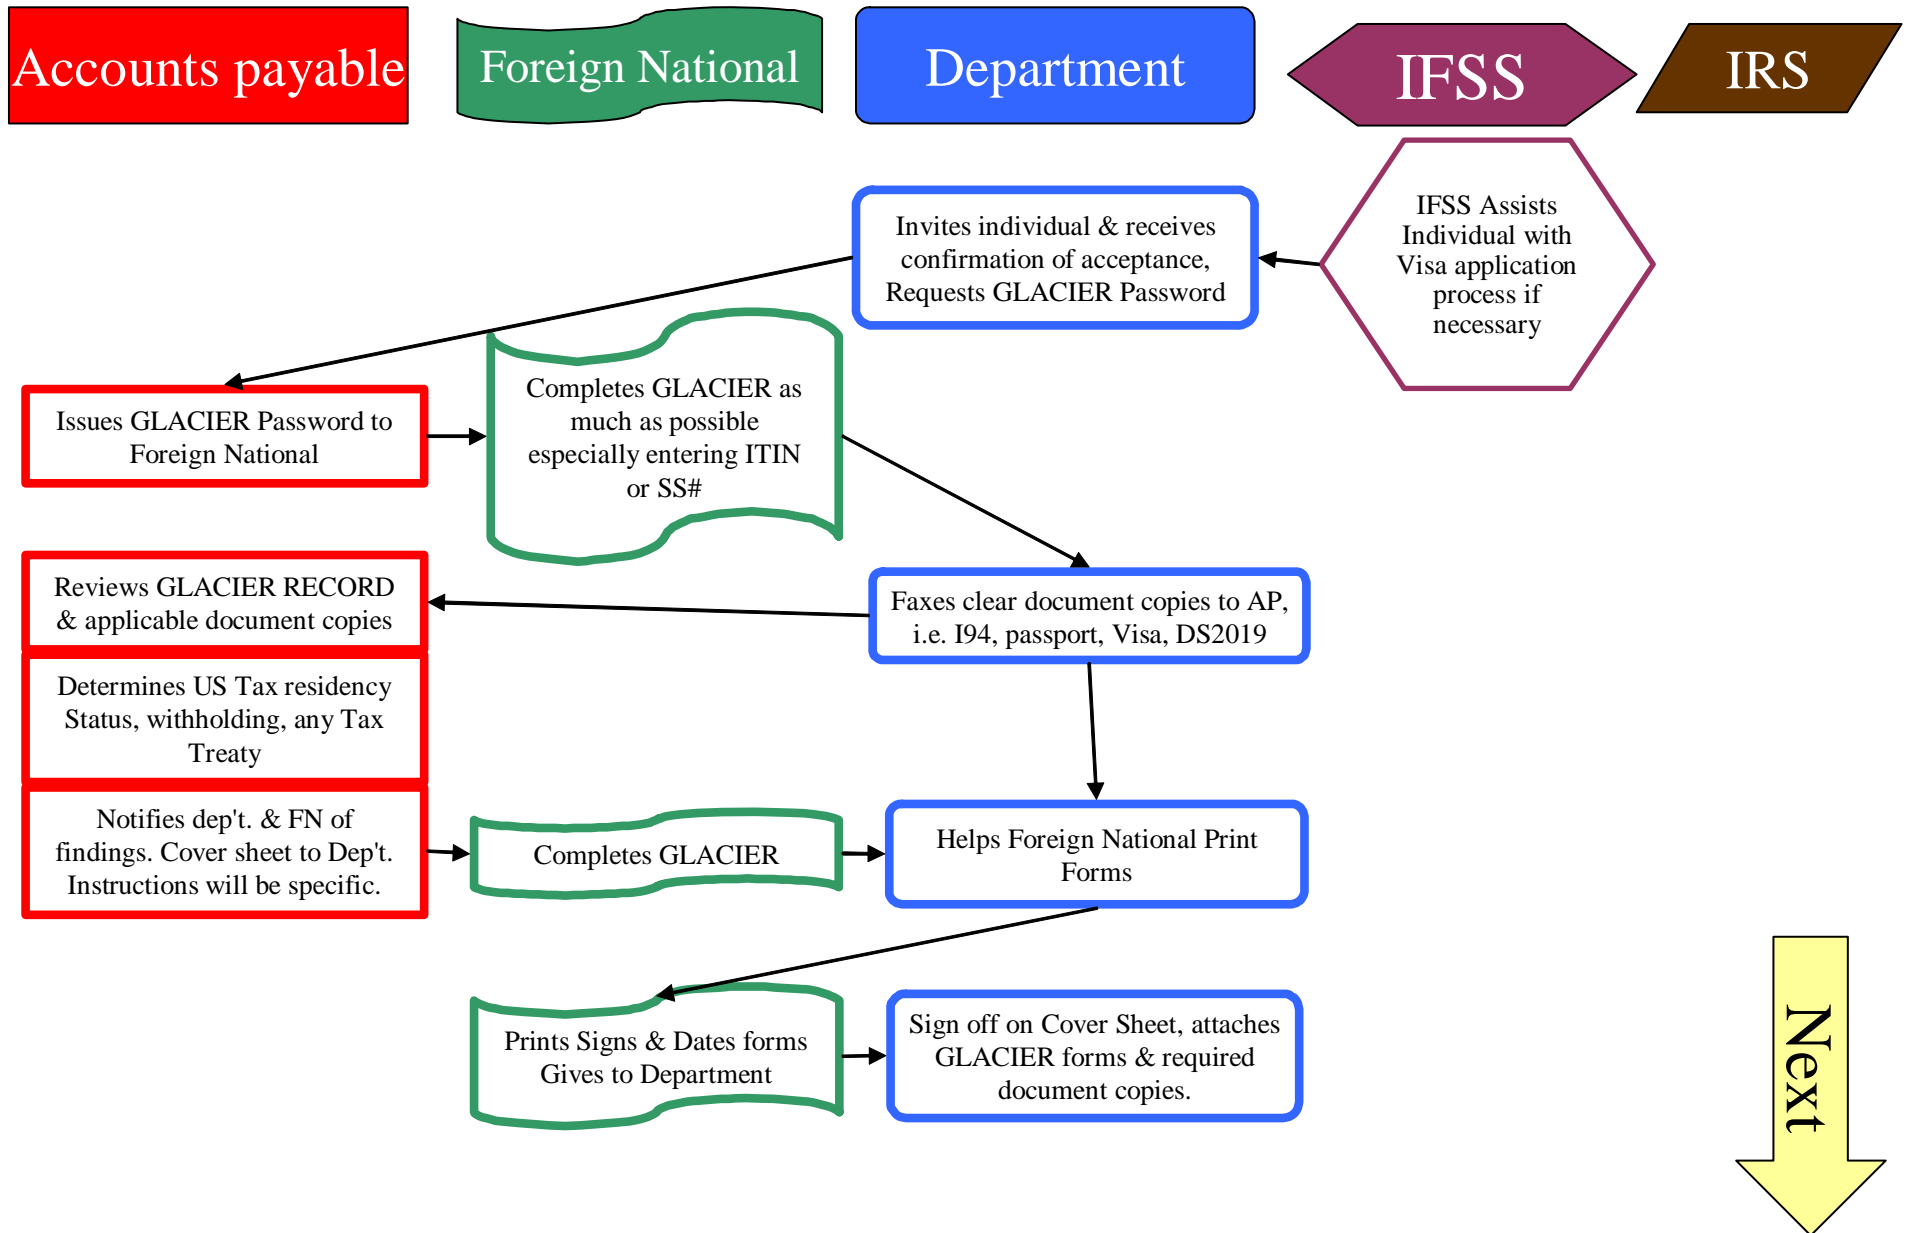 Accounts payable
Foreign National
Department
IFSS
IRS
IFSS Assists
Individual with
Visa application
process if
necessary
Invites individual & receives
confirmation of acceptance,
Requests GLACIER Password
Issues GLACIER Password to
Foreign National
Completes GLACIER as
much as possible
especially entering ITIN
or SS#
Faxes clear document copies to AP,
i.e. I94, passport, Visa, DS2019
Reviews GLACIER RECORD
& applicable document copies
Determines US Tax residency
Status, withholding, any Tax
Treaty
Notifies dep't. & FN of
findings. Cover sheet to Dep't.
Instructions will be specific.
Completes GLACIER
Helps Foreign National Print
Forms
Prints Signs & Dates forms
Gives to Department
Sign off on Cover Sheet, attaches
GLACIER forms & required
document copies.
Next